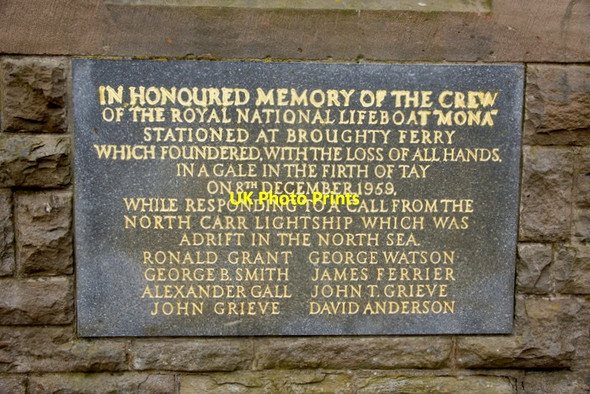 IN HONOURED MEMORY OF THE CREW
OF THE ROYAL NATIONAL LIFEBOAT "MONA"
STATIONED AT BROUGHTY FERRY
WHICH FOUNDERED, WITH THE LOSS OF ALL HANDS,
IN A GALE IN THE FIRTH OF TAY
ON 8TH DECEMBER 1959,
UK Photo Prints
WHILE RESPONDING TO A CALL FROM THE
NORTH CARR LIGHTSHIP WHICH WAS
ADRIFT IN THE NORTH SEA.
RONALD GRANT GEORGE WATSON
GEORGE B. SMITH JAMES FERRIER
ALEXANDER GALL JOHN T. GRIEVE
JOHN GRIEVE DAVID ANDERSON